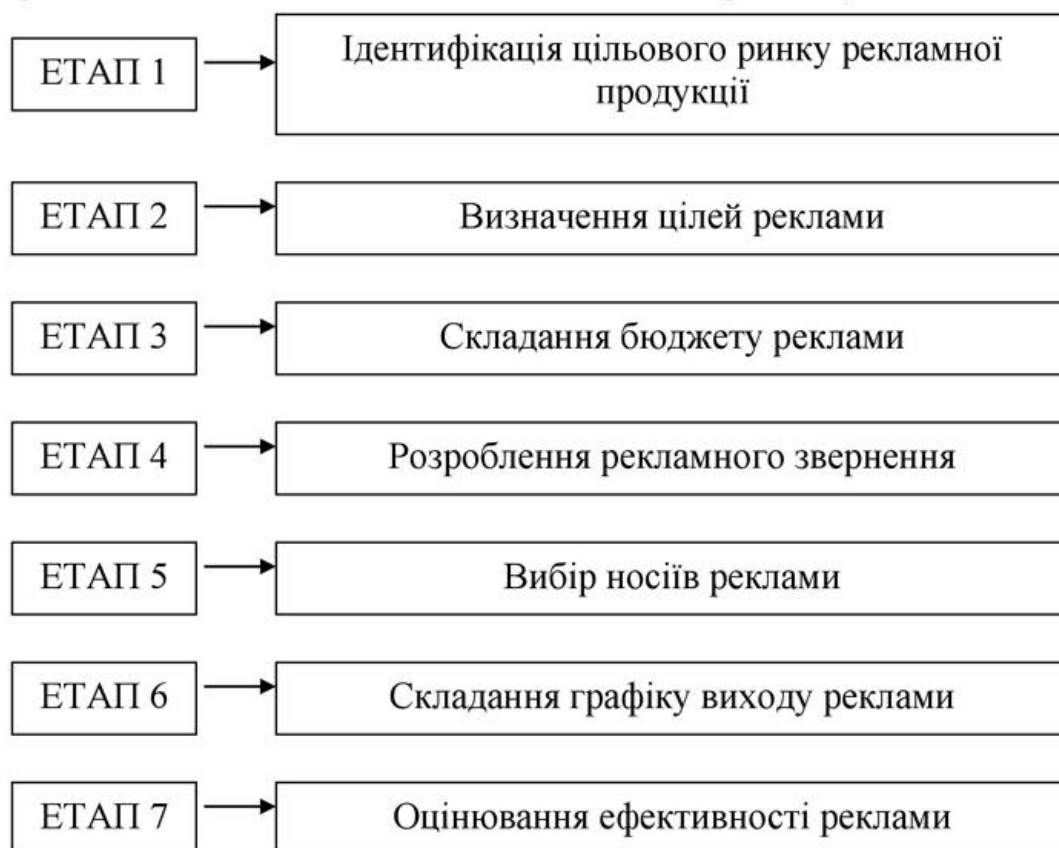 ЕТАП 1
Ідентифікація цільового ринку рекламної
продукції
ЕТАП 2
Визначення цілей реклами
ЕТАП 3
Складання бюджету реклами
ЕТАП 4
Розроблення рекламного звернення
ЕТАП 5
Вибір носіїв реклами
ЕТАП 6
Складання графіку виходу реклами
ЕТАП 7
Оцінювання ефективності реклами